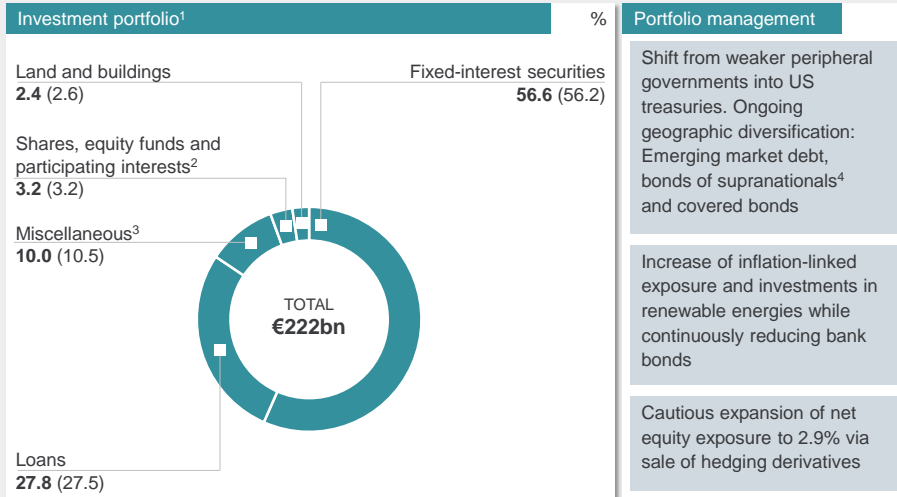 Investment portfolio¹
%
Land and buildings
2.4 (2.6)
Fixed-interest securities
56.6 (56.2)
Shares, equity funds and
participating interests²
3.2 (3.2)
Miscellaneous³
10.0 (10.5)
TOTAL
€222bn
Loans
27.8 (27.5)
Portfolio management
Shift from weaker peripheral
governments into US
treasuries. Ongoing
geographic diversification:
Emerging market debt,
bonds of supranationals⁴
and covered bonds
Increase of inflation-linked
exposure and investments in
renewable energies while
continuously reducing bank
bonds
Cautious expansion of net
equity exposure to 2.9% via
sale of hedging derivatives